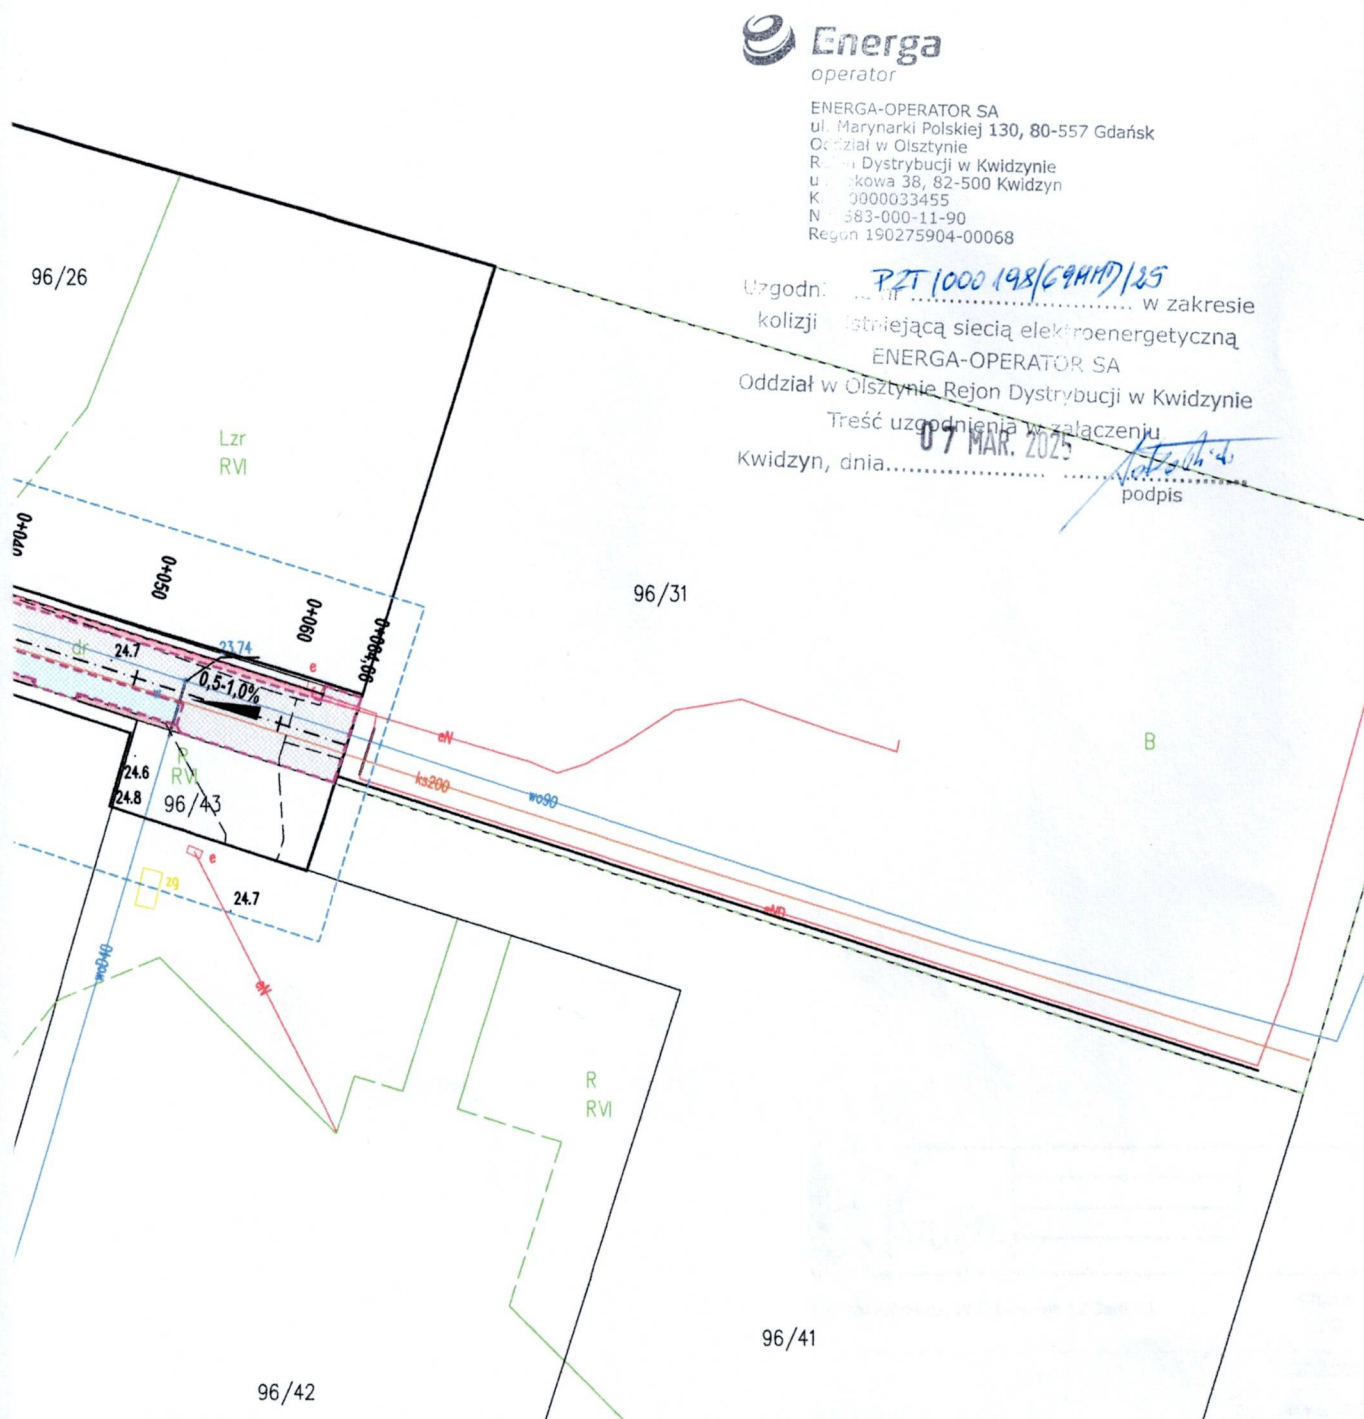 Energa
operator
ENERGA-OPERATOR SA
ul. Marynarki Polskiej 130, 80-557 Gdańsk
Oddział w Olsztynie
Dystrybucji w Kwidzynie
38, 82-500 Kwidzyn
0000033455
583-000-11-90
Regon 190275904-00068
PZT/000198/69MMD/25
w zakresie
kolizji istniejącą siecią elektroenergetyczną
ENERGA-OPERATOR SA
Oddział w Olsztynie Rejon Dystrybucji w Kwidzynie
Treść uzgodnienia w załączeniu
07 MAR. 2025
Kwidzyn, dnia
podpis
96/26
Lzr
RVI
0+040
0+050
0+060
0+064,66
96/31
dr
24.7
23.74
e
0,5-1,0%
w
eN
ks200
wo90
B
R
RVI
24.6
24.8
96/43
e
zg
24.7
eND
woD40
eN
R
RVI
96/41
96/42